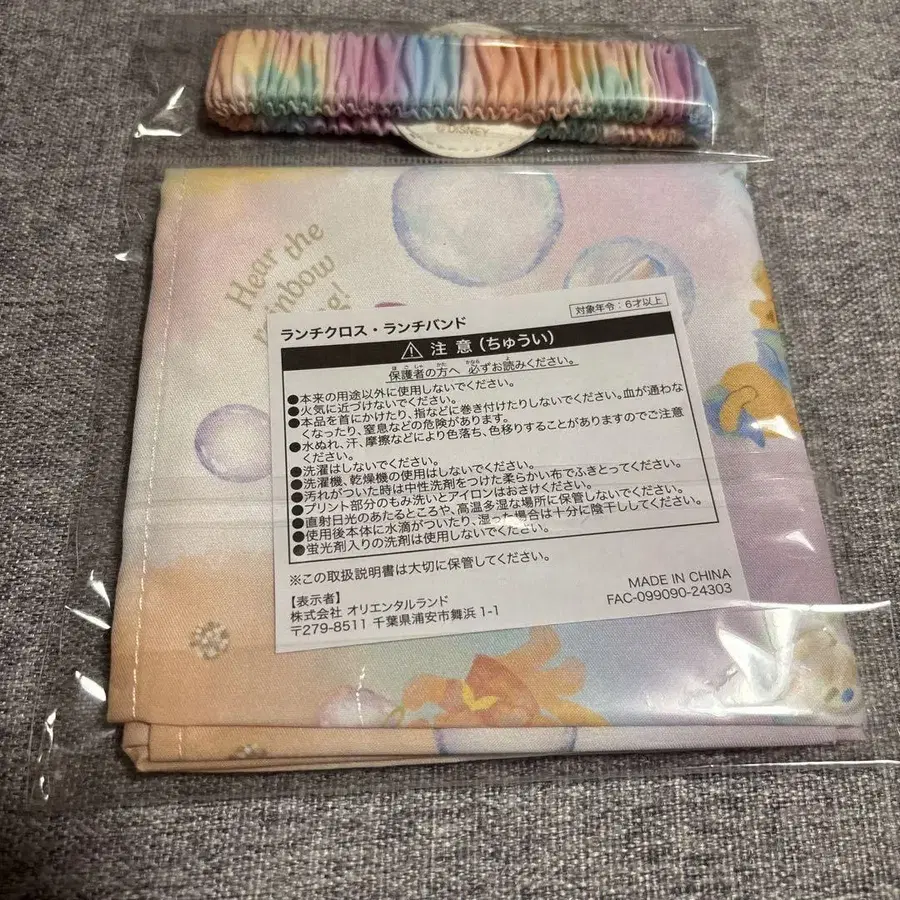 © DISNEY
Hear the
rainbow
ランチクロス・ランチバンド
対象年令：6才以上
注意(ちゅうい)
保護者の方へ 必ずお読みください。
●本来の用途以外に使用しないでください。
●火気に近づけないでください。
●本品を首にかけたり、指などに巻き付けたりしないでください。血が通わな
くなったり、窒息などの危険があります。
●水ぬれ、汗、摩擦などにより色落ち、色移りすることがありますのでご注意
ください。
●洗濯はしないでください。
●洗濯機、乾燥機の使用はしないでください。
●汚れがついた時は中性洗剤をつけた柔らかい布でふきとってください。
●プリント部分のもみ洗いとアイロンはおさけください。
●直射日光のあたるところや、高温多湿な場所に保管しないでください。
●使用後本体に水滴がついたり、湿った場合は十分に陰干ししてください。
●蛍光剤入りの洗剤は使用しないでください。
※この取扱説明書は大切に保管してください。
【表示者】
株式会社 オリエンタルランド
〒279-8511 千葉県浦安市舞浜 1-1
MADE IN CHINA
FAC-099090-24303